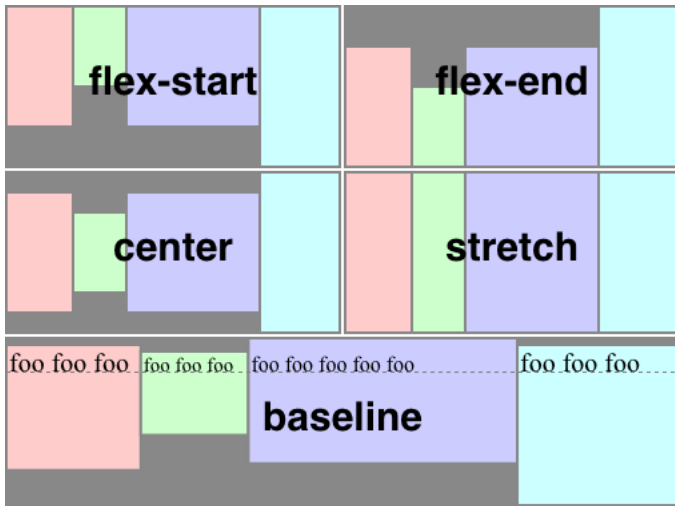 flex-start
flex-end
center
stretch
foo foo foo
foo foo foo
foo foo foo foo foo
foo foo foo
baseline